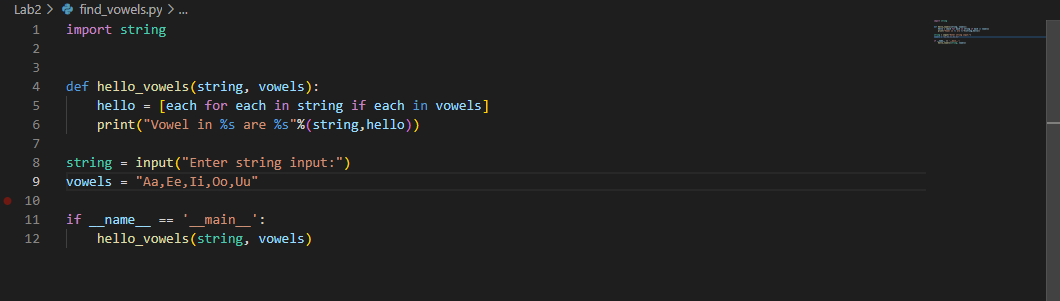 Lab2 > find_vowels.py > ...
1 import string
2
3
4 def hello_vowels(string, vowels):
5 hello = [each for each in string if each in vowels]
6 print("Vowel in %s are %s"%(string,hello))
7
8 string = input("Enter string input:")
9 vowels = "Aa,Ee,Ii,Oo,Uu"
10
11 if __name__ == '__main__':
12 hello_vowels(string, vowels)